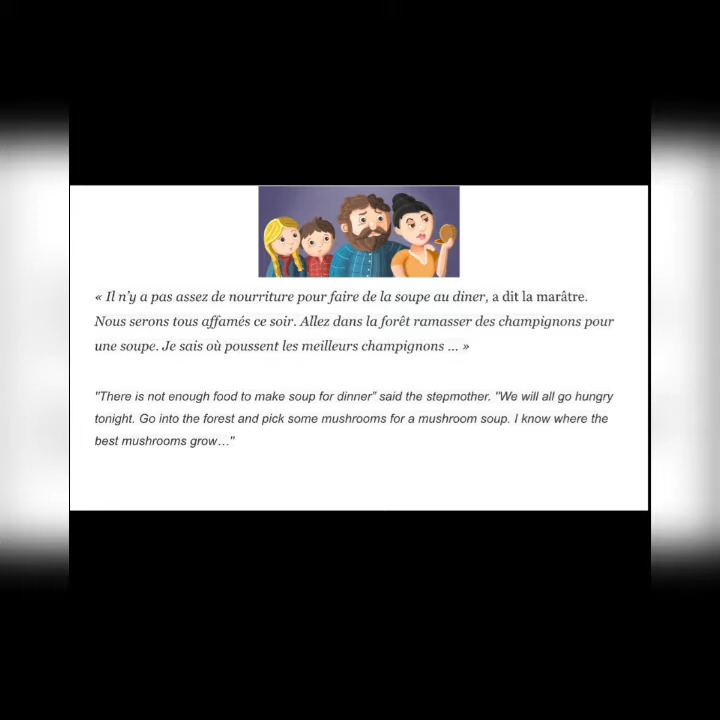 « Il n'y a pas assez de nourriture pour faire de la soupe au diner, a dit la marâtre.
Nous serons tous affamés ce soir. Allez dans la forêt ramasser des champignons pour
une soupe. Je sais où poussent les meilleurs champignons ... »
"There is not enough food to make soup for dinner" said the stepmother. "We will all go hungry
tonight. Go into the forest and pick some mushrooms for a mushroom soup. I know where the
best mushrooms grow…"